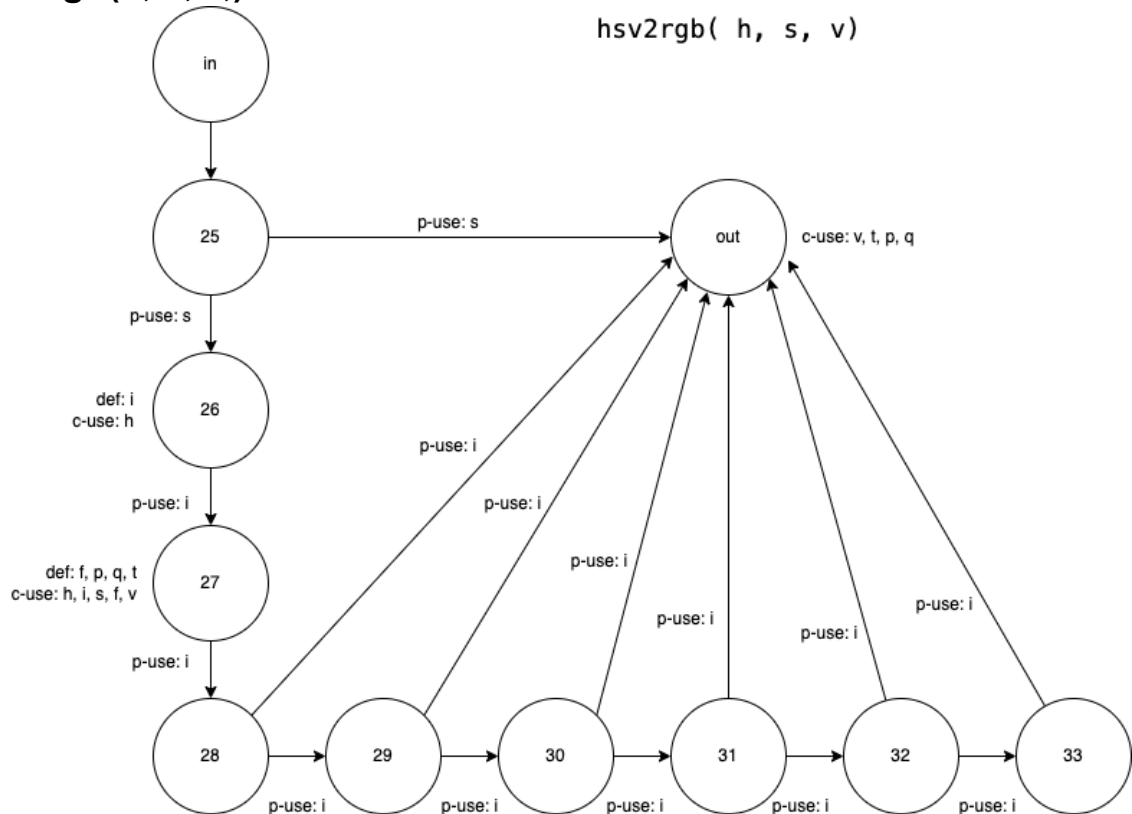 hsv2rgb( h, s, v)
in
25
p-use: s
out
c-use: v, t, p, q
p-use: s
def: i
c-use: h
26
p-use: i
p-use: i
p-use: i
def: f, p, q, t
c-use: h, i, s, f, v
27
p-use: i
p-use: i
p-use: i
p-use: i
p-use: i
28
29
30
31
32
33
p-use: i
p-use: i
p-use: i
p-use: i
p-use: i